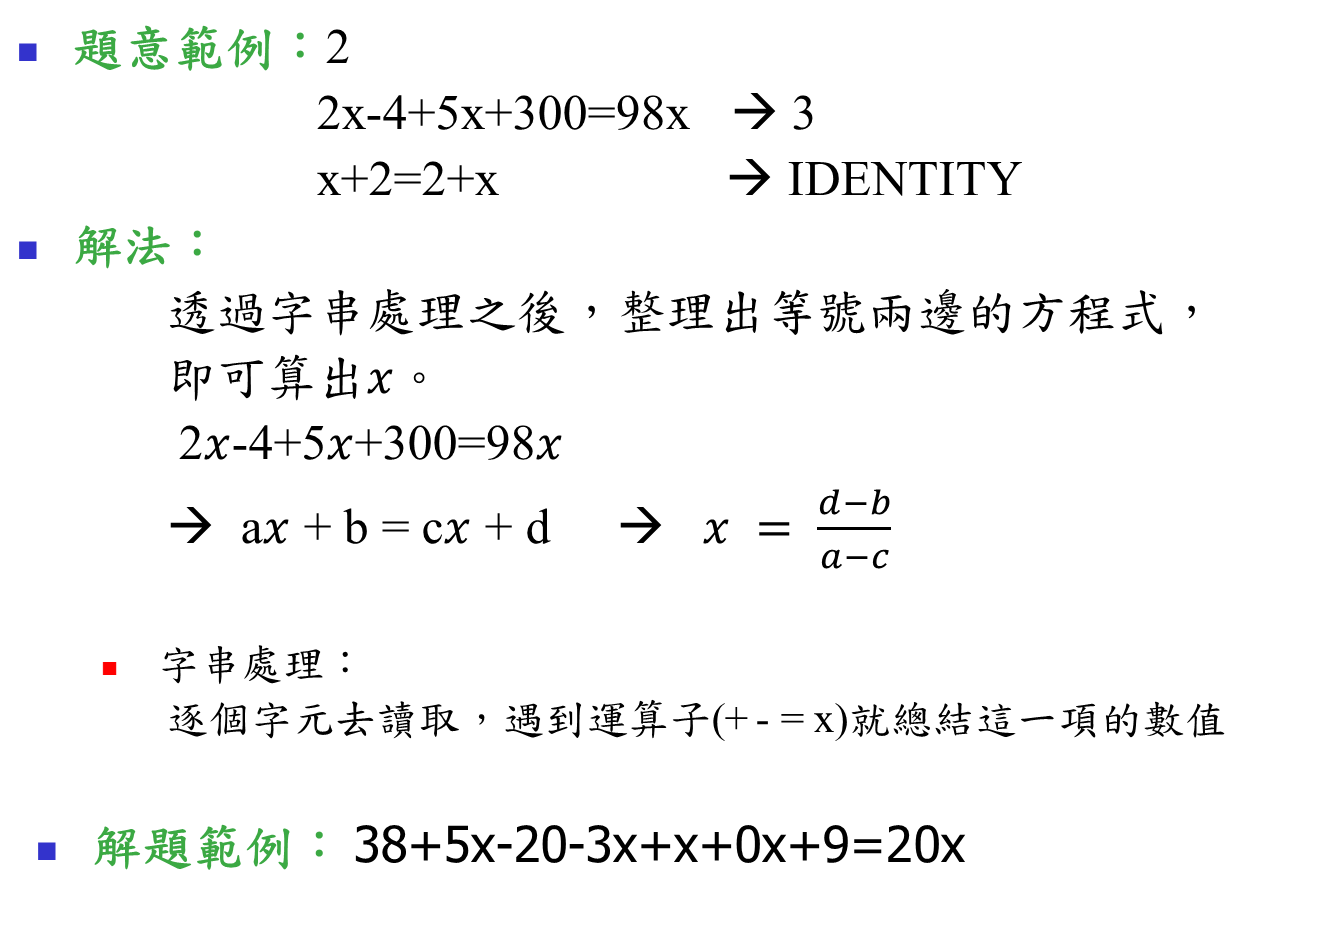 題意範例：2
2x-4+5x+300=98x → 3
x+2=2+x → IDENTITY
解法：
透過字串處理之後，整理出等號兩邊的方程式，
即可算出x。
2x-4+5x+300=98x
→ ax + b = cx + d → x = \frac{d-b}{a-c}
字串處理：
逐個字元去讀取，遇到運算子(+ - = x)就總結這一項的數值
解題範例：38+5x-20-3x+x+0x+9=20x